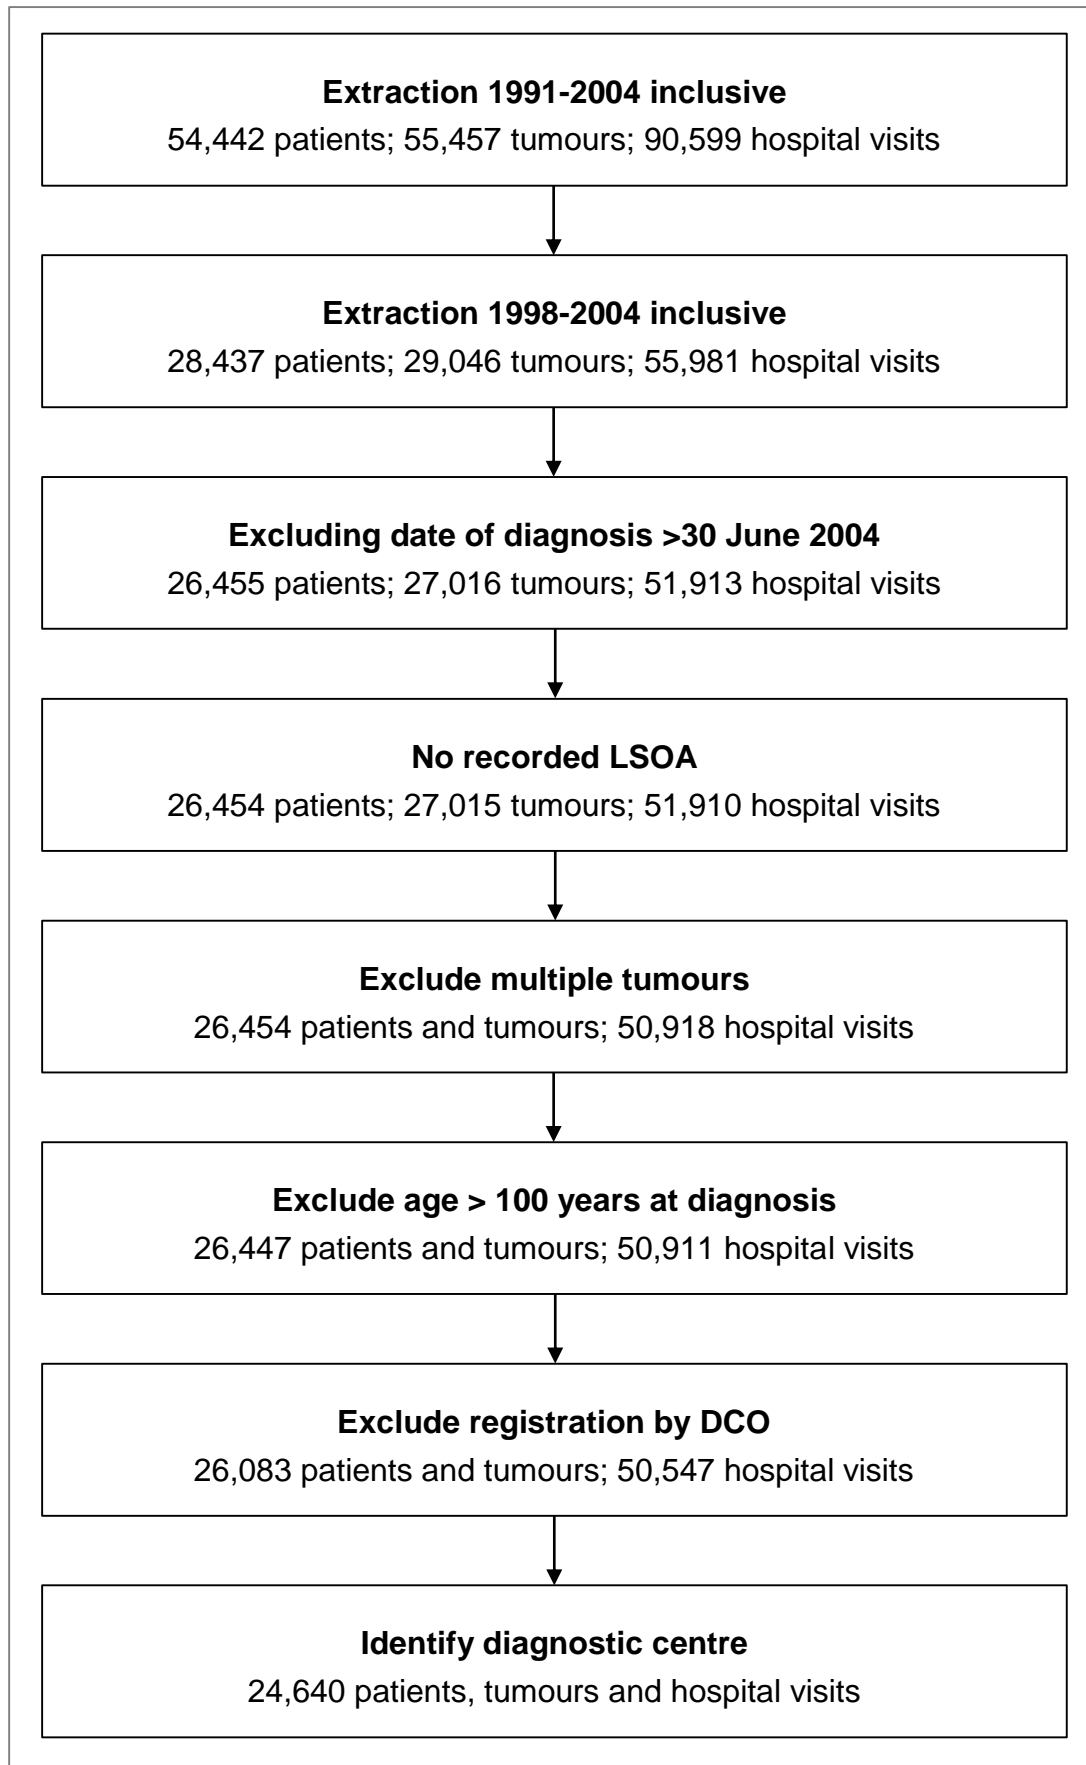 Extraction 1991-2004 inclusive
54,442 patients; 55,457 tumours; 90,599 hospital visits
Extraction 1998-2004 inclusive
28,437 patients; 29,046 tumours; 55,981 hospital visits
Excluding date of diagnosis >30 June 2004
26,455 patients; 27,016 tumours; 51,913 hospital visits
No recorded LSOA
26,454 patients; 27,015 tumours; 51,910 hospital visits
Exclude multiple tumours
26,454 patients and tumours; 50,918 hospital visits
Exclude age > 100 years at diagnosis
26,447 patients and tumours; 50,911 hospital visits
Exclude registration by DCO
26,083 patients and tumours; 50,547 hospital visits
Identify diagnostic centre
24,640 patients, tumours and hospital visits